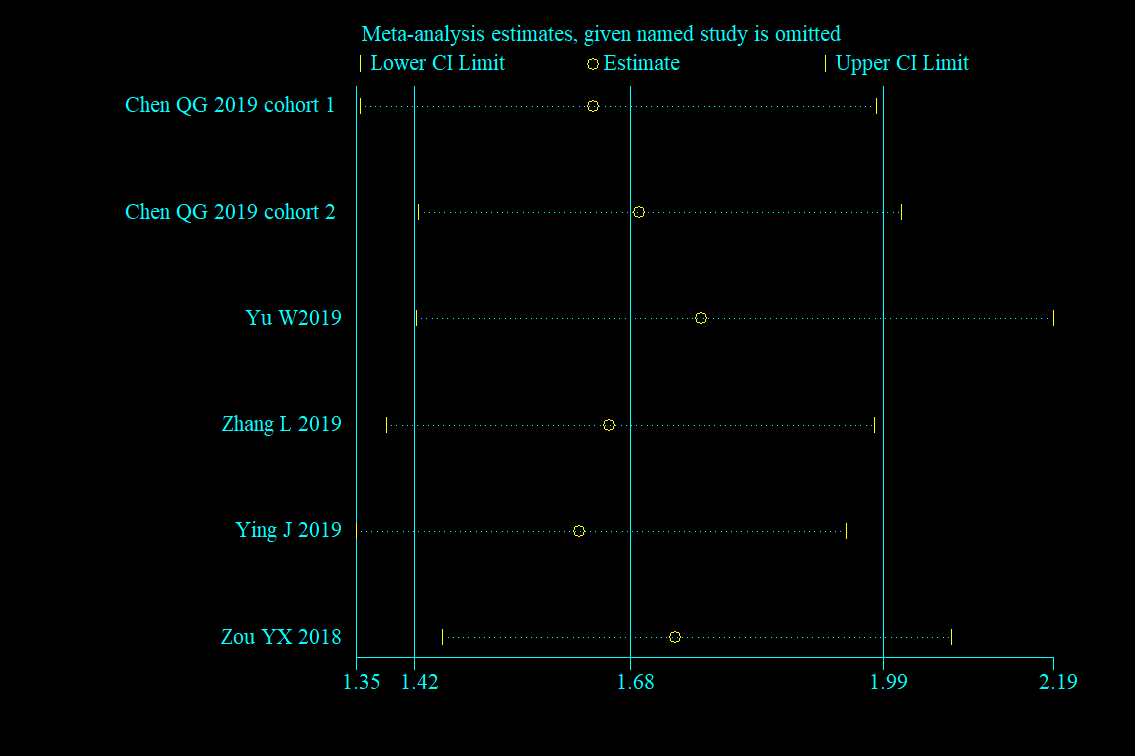 Meta-analysis estimates, given named study is omitted
Lower CI Limit Estimate Upper CI Limit
Chen QG 2019 cohort 1
Chen QG 2019 cohort 2
Yu W2019
Zhang L 2019
Ying J 2019
Zou YX 2018
1.35 1.42 1.68 1.99 2.19